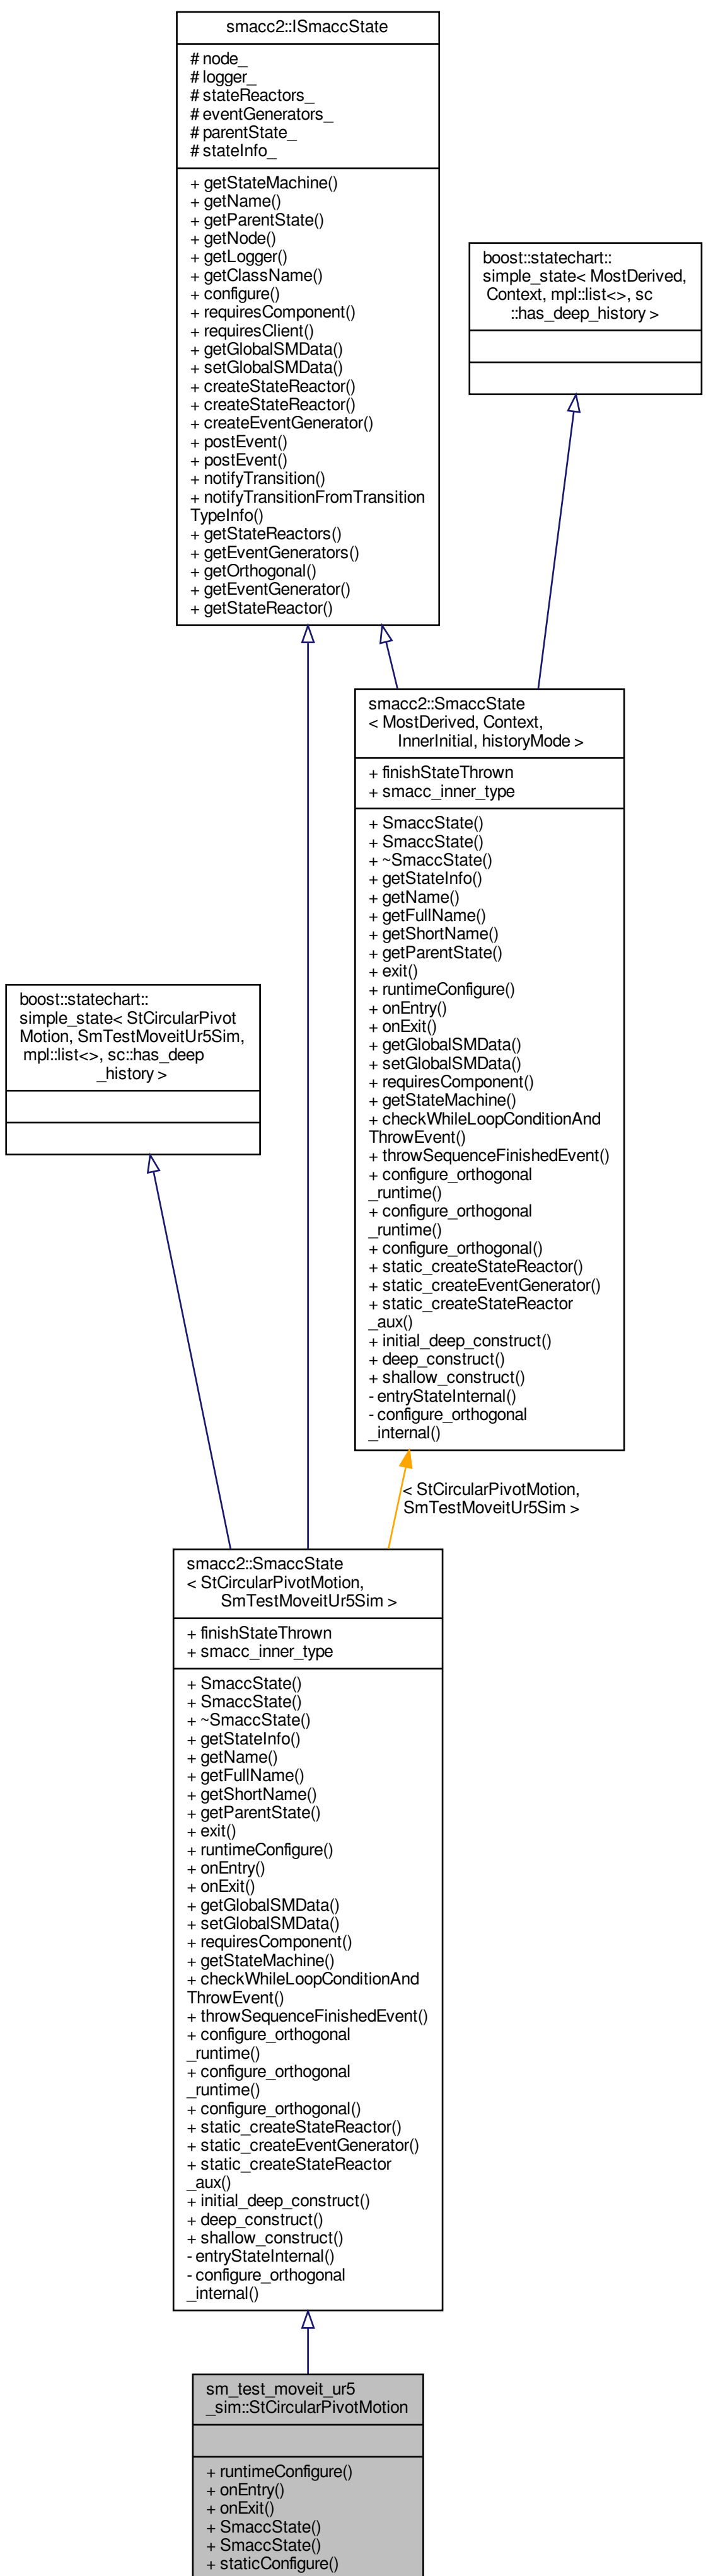 smacc2::ISmaccState
# node_
# logger_
# stateReactors_
# eventGenerators_
# parentState_
# stateInfo_
+ getStateMachine()
+ getName()
+ getParentState()
+ getNode()
+ getLogger()
+ getClassName()
+ configure()
+ requiresComponent()
+ requiresClient()
+ getGlobalSMData()
+ setGlobalSMData()
+ createStateReactor()
+ createStateReactor()
+ createEventGenerator()
+ postEvent()
+ postEvent()
+ notifyTransition()
+ notifyTransitionFromTransition
TypeInfo()
+ getStateReactors()
+ getEventGenerators()
+ getOrthogonal()
+ getEventGenerator()
+ getStateReactor()
boost::statechart::
simple_state< MostDerived,
Context, mpl::list<>, sc
::has_deep_history >
smacc2::SmaccState
< MostDerived, Context,
InnerInitial, historyMode >
+ finishStateThrown
+ smacc_inner_type
+ SmaccState()
+ SmaccState()
+ ~SmaccState()
+ getStateInfo()
+ getName()
+ getFullName()
+ getShortName()
+ getParentState()
+ exit()
+ runtimeConfigure()
+ onEntry()
+ onExit()
+ getGlobalSMData()
+ setGlobalSMData()
+ requiresComponent()
+ getStateMachine()
+ checkWhileLoopConditionAnd
ThrowEvent()
+ throwSequenceFinishedEvent()
+ configure_orthogonal
_runtime()
+ configure_orthogonal
_runtime()
+ configure_orthogonal()
+ static_createStateReactor()
+ static_createEventGenerator()
+ static_createStateReactor
_aux()
+ initial_deep_construct()
+ deep_construct()
+ shallow_construct()
- entryStateInternal()
- configure_orthogonal
_internal()
boost::statechart::
simple_state< StCircularPivot
Motion, SmTestMoveitUr5Sim,
mpl::list<>, sc::has_deep
_history >
< StCircularPivotMotion,
SmTestMoveitUr5Sim >
smacc2::SmaccState
< StCircularPivotMotion,
SmTestMoveitUr5Sim >
+ finishStateThrown
+ smacc_inner_type
+ SmaccState()
+ SmaccState()
+ ~SmaccState()
+ getStateInfo()
+ getName()
+ getFullName()
+ getShortName()
+ getParentState()
+ exit()
+ runtimeConfigure()
+ onEntry()
+ onExit()
+ getGlobalSMData()
+ setGlobalSMData()
+ requiresComponent()
+ getStateMachine()
+ checkWhileLoopConditionAnd
ThrowEvent()
+ throwSequenceFinishedEvent()
+ configure_orthogonal
_runtime()
+ configure_orthogonal
_runtime()
+ configure_orthogonal()
+ static_createStateReactor()
+ static_createEventGenerator()
+ static_createStateReactor
_aux()
+ initial_deep_construct()
+ deep_construct()
+ shallow_construct()
- entryStateInternal()
- configure_orthogonal
_internal()
sm_test_moveit_ur5
_sim::StCircularPivotMotion
+ runtimeConfigure()
+ onEntry()
+ onExit()
+ SmaccState()
+ SmaccState()
+ staticConfigure()